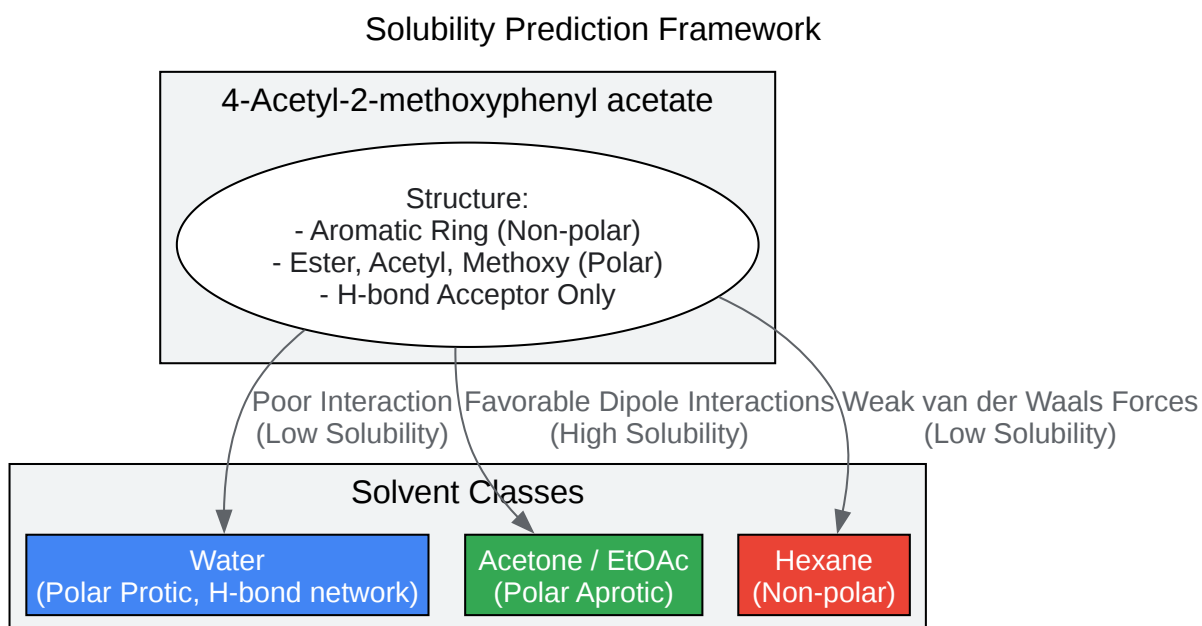 Solubility Prediction Framework
4-Acetyl-2-methoxyphenyl acetate
Structure:
- Aromatic Ring (Non-polar)
- Ester, Acetyl, Methoxy (Polar)
- H-bond Acceptor Only
Poor Interaction
(Low Solubility)
Favorable Dipole Interactions
(High Solubility)
Weak van der Waals Forces
(Low Solubility)
Solvent Classes
Water
(Polar Protic, H-bond network)
Acetone / EtOAc
(Polar Aprotic)
Hexane
(Non-polar)